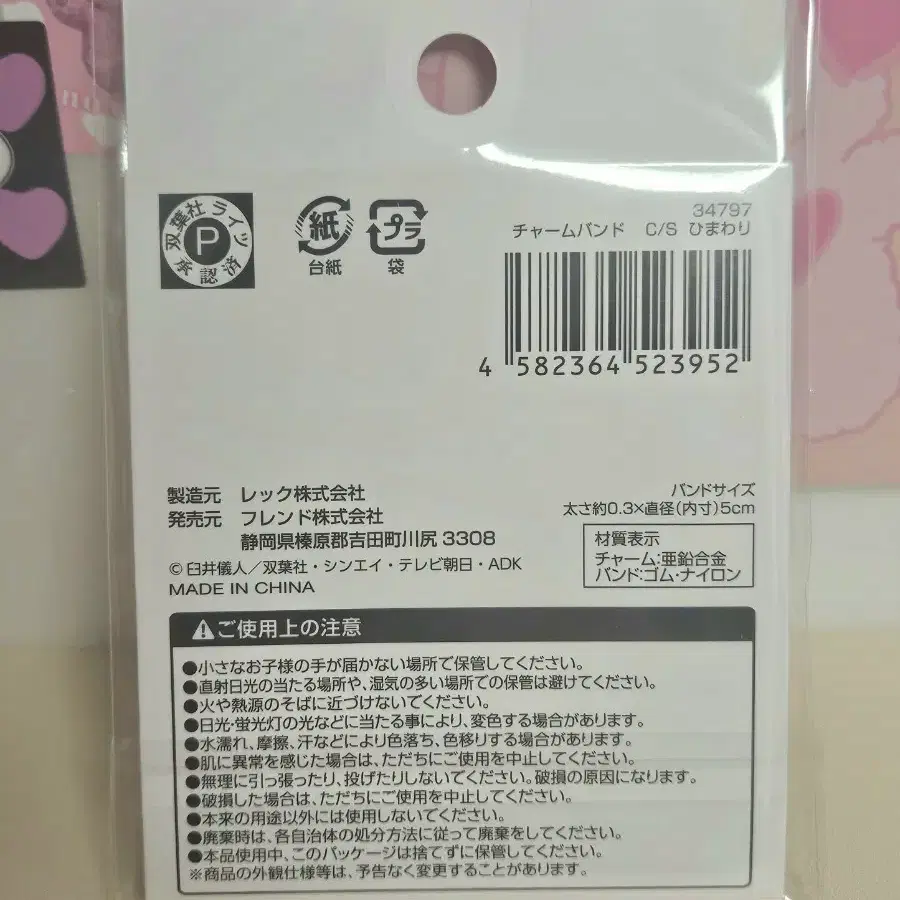 双葉社ライツ
P
承認済
紙
台紙
プラ
袋
34797
チャームバンド C/S ひまわり
4 582364 523952
製造元 レック株式会社
発売元 フレンド株式会社
静岡県榛原郡吉田町川尻 3308
© 臼井儀人／双葉社・シンエイ・テレビ朝日・ADK
MADE IN CHINA
バンドサイズ
太さ約0.3×直径(内寸)5cm
材質表示
チャーム:亜鉛合金
バンド:ゴム・ナイロン
ご使用上の注意
●小さなお子様の手が届かない場所で保管してください。
●直射日光の当たる場所や、湿気の多い場所での保管は避けてください。
●火や熱源のそばに近づけないでください。
●日光・蛍光灯の光などに当たる事により、変色する場合があります。
●水濡れ、摩擦、汗などにより色落ち、色移りする場合があります。
●肌に異常を感じた場合は、ただちにご使用を中止してください。
●無理に引っ張ったり、投げたりしないでください。破損の原因になります。
●破損した場合は、ただちにご使用を中止してください。
●本来の用途以外には使用しないでください。
●廃棄時は、各自治体の処分方法に従って廃棄をしてください。
●本品使用中、このパッケージは捨てずに保管してください。
※商品の外観仕様等は、予告なく変更することがあります。